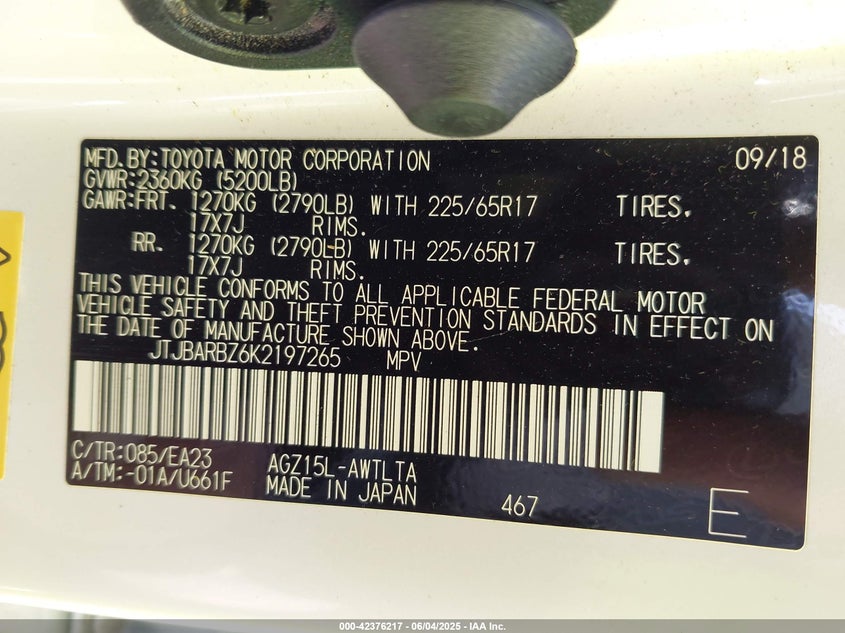 MFD.BY:TOYOTA MOTOR CORPORATION 09/18
GVWR:2360KG (5200LB)
GAWR:FRT. 1270KG (2790LB) WITH 225/65R17 TIRES.
17X7J RIMS.
RR. 1270KG (2790LB) WITH 225/65R17 TIRES.
17X7J RIMS.
THIS VEHICLE CONFORMS TO ALL APPLICABLE FEDERAL MOTOR
VEHICLE SAFETY AND THEFT PREVENTION STANDARDS IN EFFECT ON
THE DATE OF MANUFACTURE SHOWN ABOVE.
JTJBARBZ6K2197265 MPV
C/TR:085/EA23 AGZ15L-AWTLTA
A/TM:-01A/U661F MADE IN JAPAN 467 E
000-42376217 - 06/04/2025 - IAA Inc.